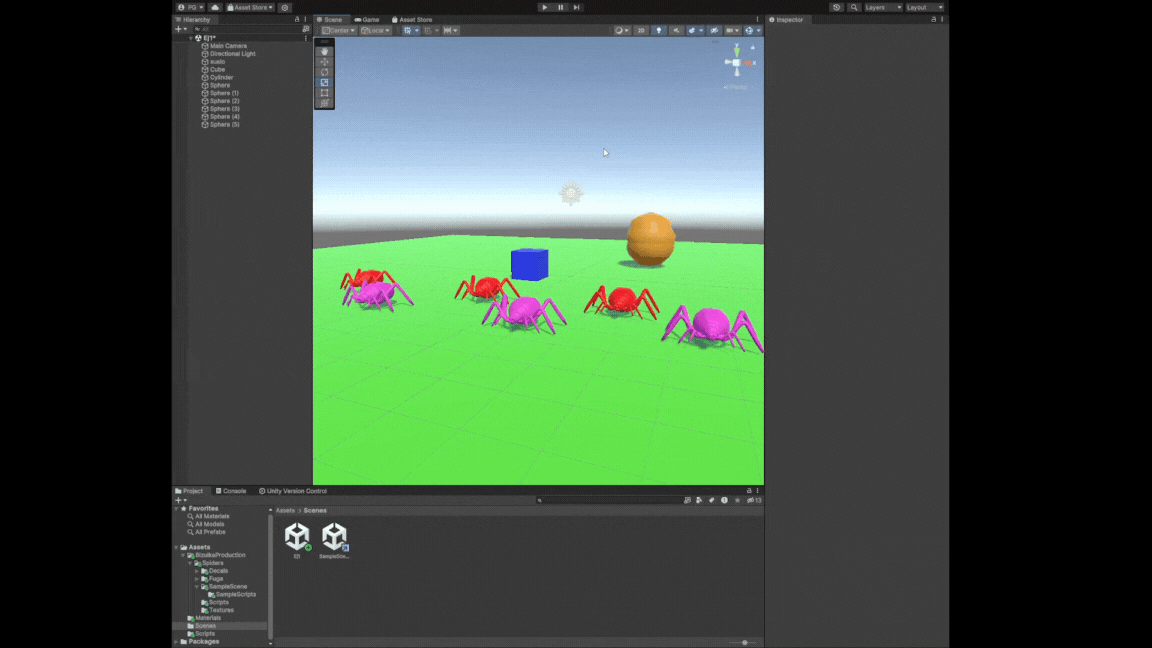 PG Asset Store Layers Layout
Hierarchy Scene Game Asset Store Inspector
All
Center Local 2D
Ej1*
Main Camera
Directional Light
suelo
Cube
Cylinder
Sphere
Sphere (1)
Sphere (2)
Sphere (3)
Sphere (4)
Sphere (5)
y
x
Persp
Project Console Unity Version Control
13
Favorites
All Materials
All Models
All Prefabs
Assets
BizulkaProduction
Spiders
Decals
Fuga
SampleScene
SampleScripts
Scripts
Textures
Materials
Scenes
Scripts
Packages
Assets > Scenes
Ej1 SampleSce...